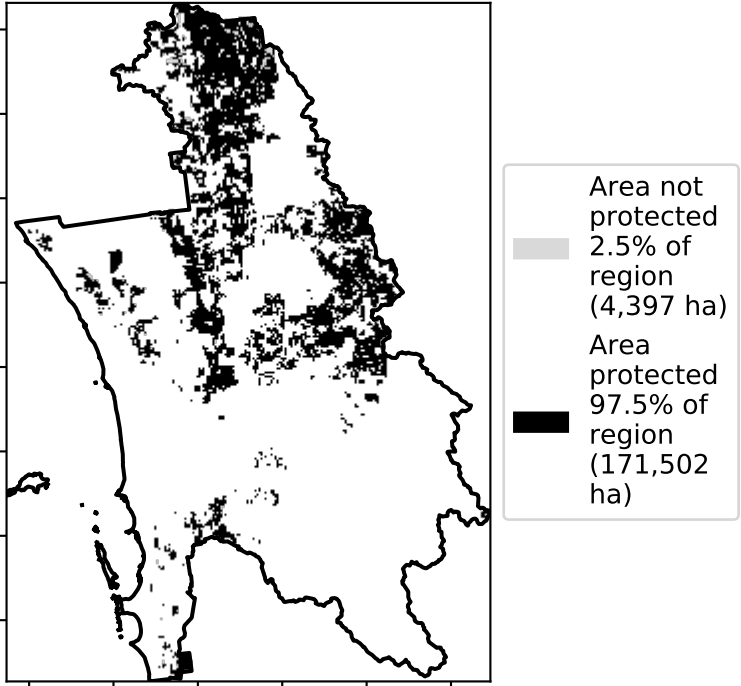 Area not
protected
2.5% of
region
(4,397 ha)
Area
protected
97.5% of
region
(171,502
ha)